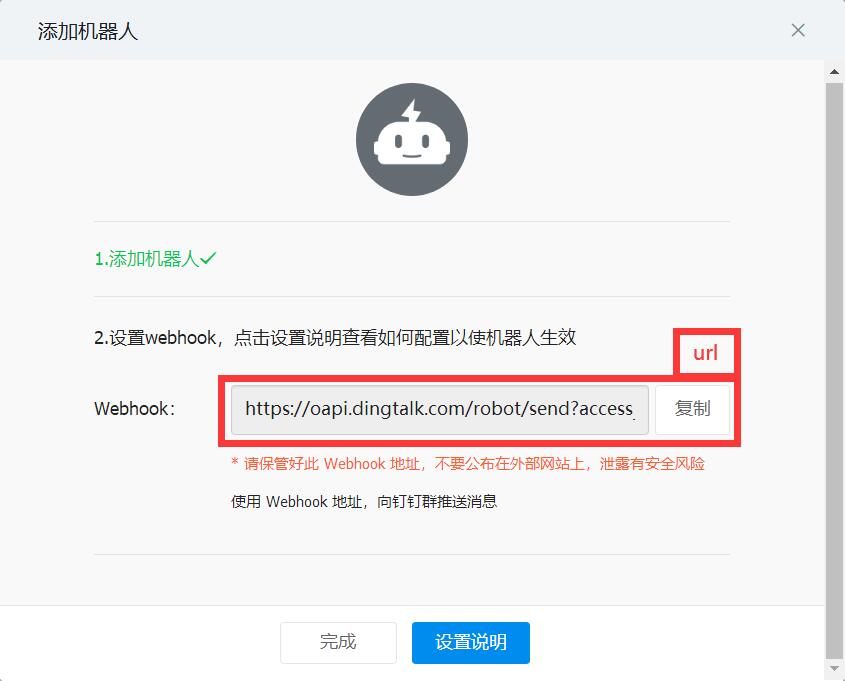 添加机器人
1.添加机器人
2.设置webhook，点击设置说明查看如何配置以使机器人生效
url
Webhook： https://oapi.dingtalk.com/robot/send?access_ 复制
* 请保管好此 Webhook 地址，不要公布在外部网站上，泄露有安全风险
使用 Webhook 地址，向钉钉群推送消息
完成 设置说明